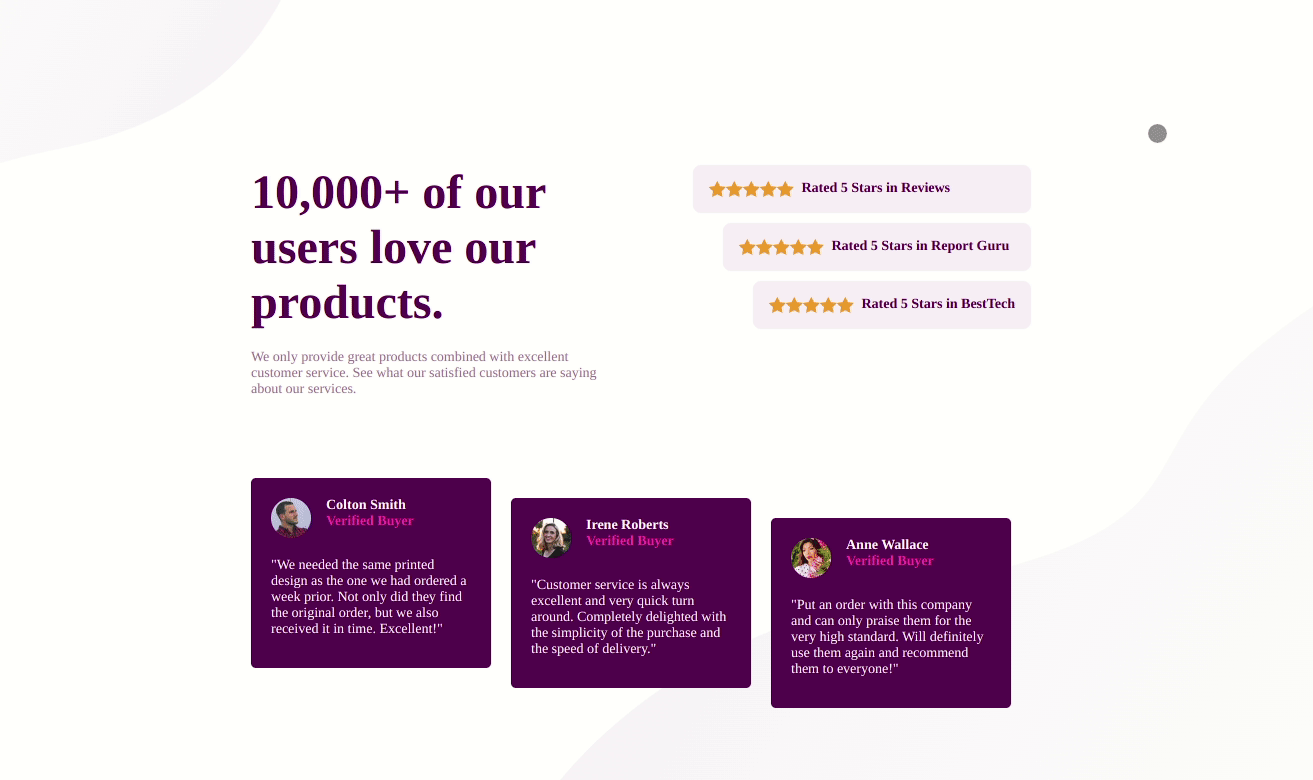 10,000+ of our
users love our
products.
We only provide great products combined with excellent
customer service. See what our satisfied customers are saying
about our services.
Rated 5 Stars in Reviews
Rated 5 Stars in Report Guru
Rated 5 Stars in BestTech
Colton Smith
Verified Buyer
"We needed the same printed
design as the one we had ordered a
week prior. Not only did they find
the original order, but we also
received it in time. Excellent!"
Irene Roberts
Verified Buyer
"Customer service is always
excellent and very quick turn
around. Completely delighted with
the simplicity of the purchase and
the speed of delivery."
Anne Wallace
Verified Buyer
"Put an order with this company
and can only praise them for the
very high standard. Will definitely
use them again and recommend
them to everyone!"